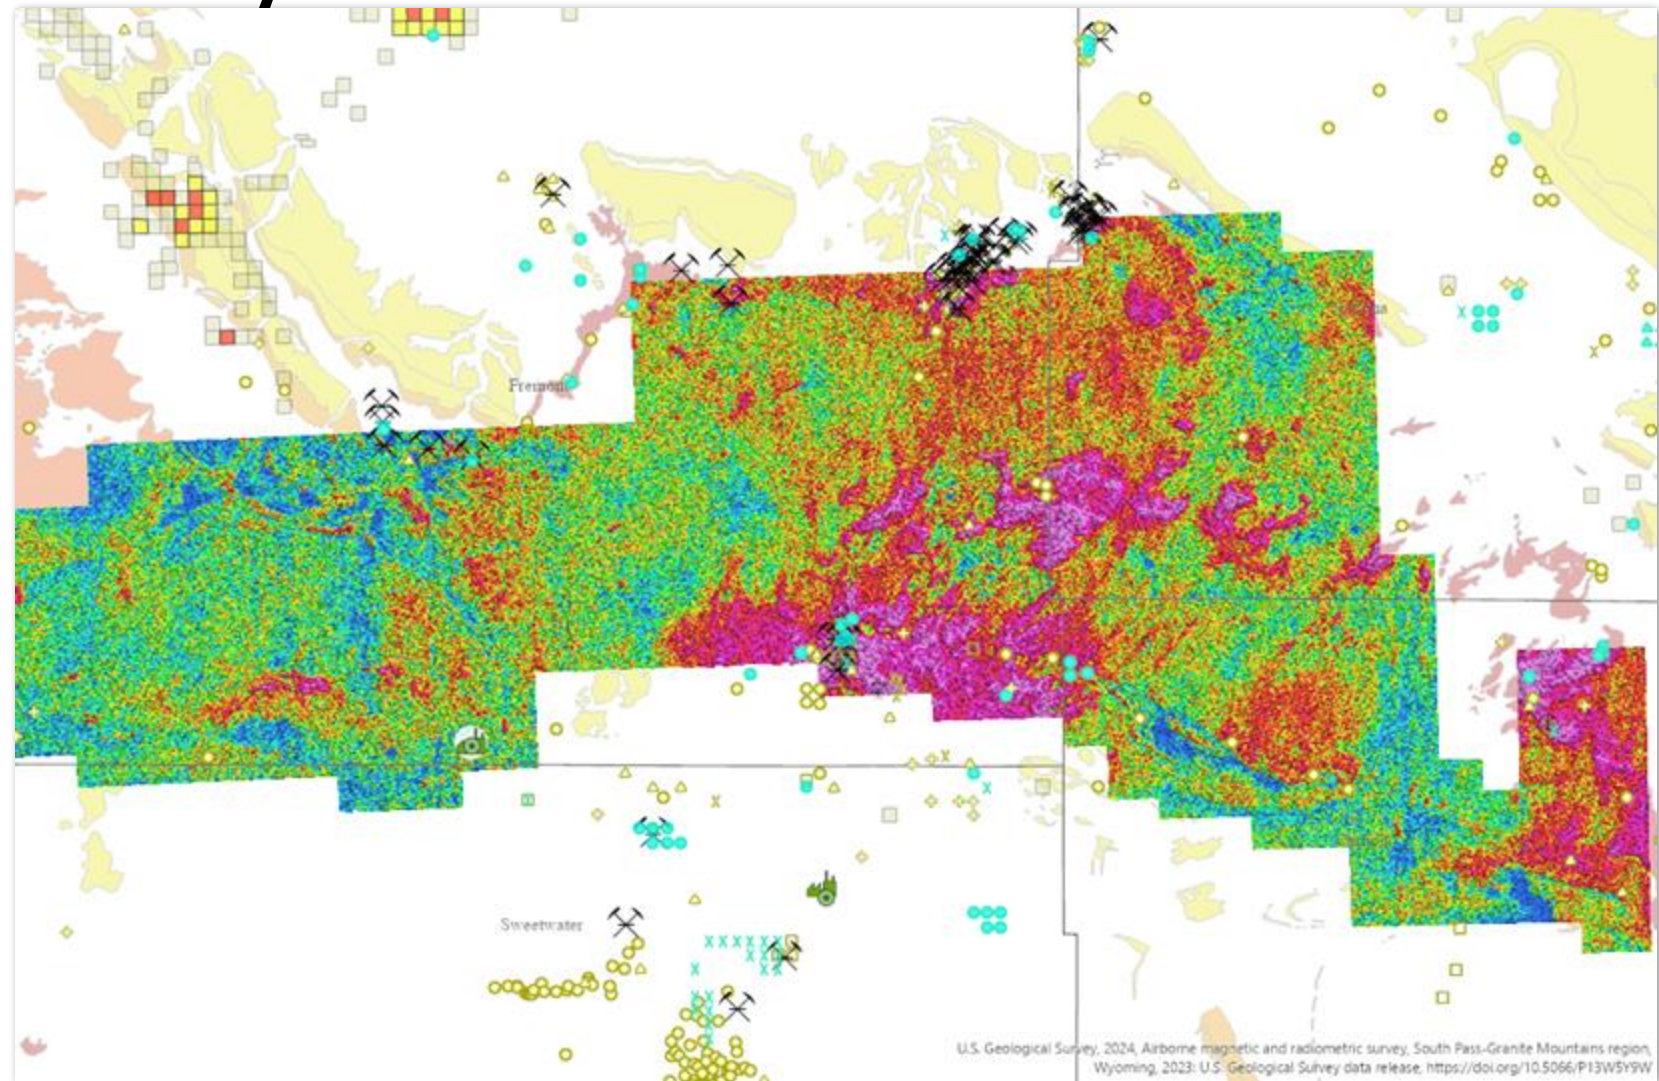 Fremont
Sweetwater
U.S. Geological Survey, 2024, Airborne magnetic and radiometric survey, South Pass-Granite Mountains region,
Wyoming, 2023: U.S. Geological Survey data release, https://doi.org/10.5066/P13W5Y9W